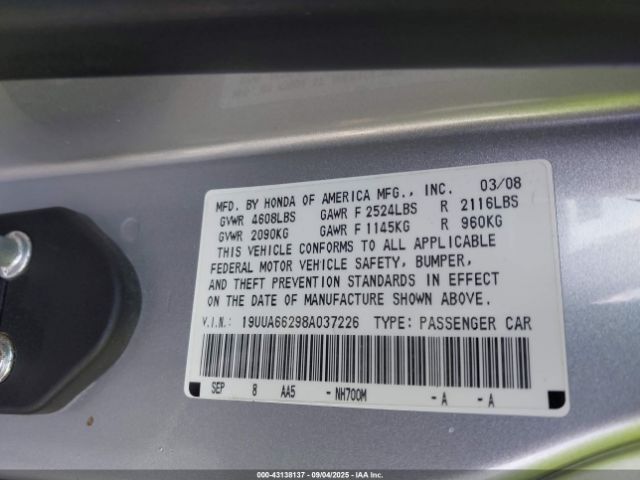 MFD. BY HONDA OF AMERICA MFG., INC. 03/08
GVWR 4608LBS GAWR F 2524LBS R 2116LBS
GVWR 2090KG GAWR F 1145KG R 960KG
THIS VEHICLE CONFORMS TO ALL APPLICABLE
FEDERAL MOTOR VEHICLE SAFETY, BUMPER,
AND THEFT PREVENTION STANDARDS IN EFFECT
ON THE DATE OF MANUFACTURE SHOWN ABOVE.
V.I.N.: 19UUA66298A037226 TYPE: PASSENGER CAR
SEP 8 AA5 - NH700M - A - A
000-43138137 - 09/04/2025 - IAA Inc.